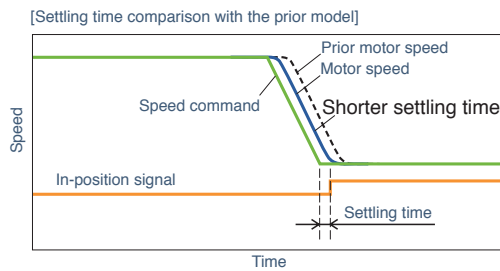 [Settling time comparison with the prior model]
Prior motor speed
Motor speed
Speed command
Shorter settling time
Speed
In-position signal
Settling time
Time